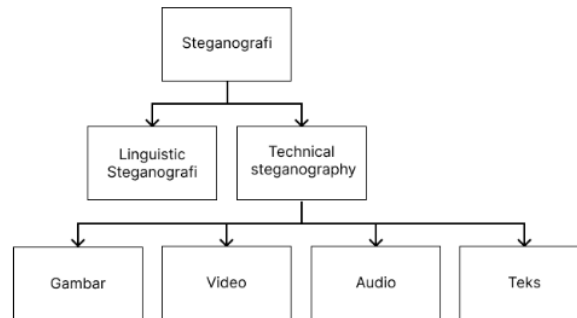 Steganografi
Linguistic
Steganografi
Technical
steganography
Gambar
Video
Audio
Teks